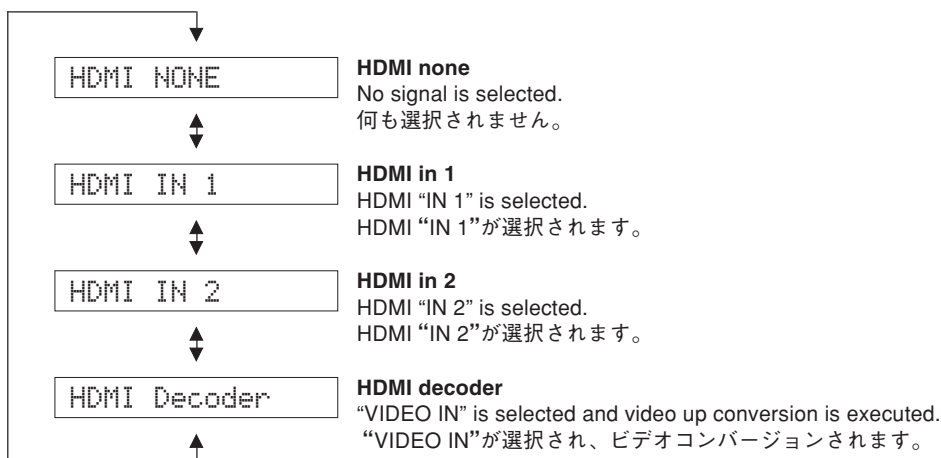 HDMI NONE
HDMI none
No signal is selected.
何も選択されません。
HDMI IN 1
HDMI in 1
HDMI “IN 1” is selected.
HDMI “IN 1”が選択されます。
HDMI IN 2
HDMI in 2
HDMI “IN 2” is selected.
HDMI “IN 2”が選択されます。
HDMI Decoder
HDMI decoder
“VIDEO IN” is selected and video up conversion is executed.
“VIDEO IN”が選択され、ビデオコンバージョンされます。